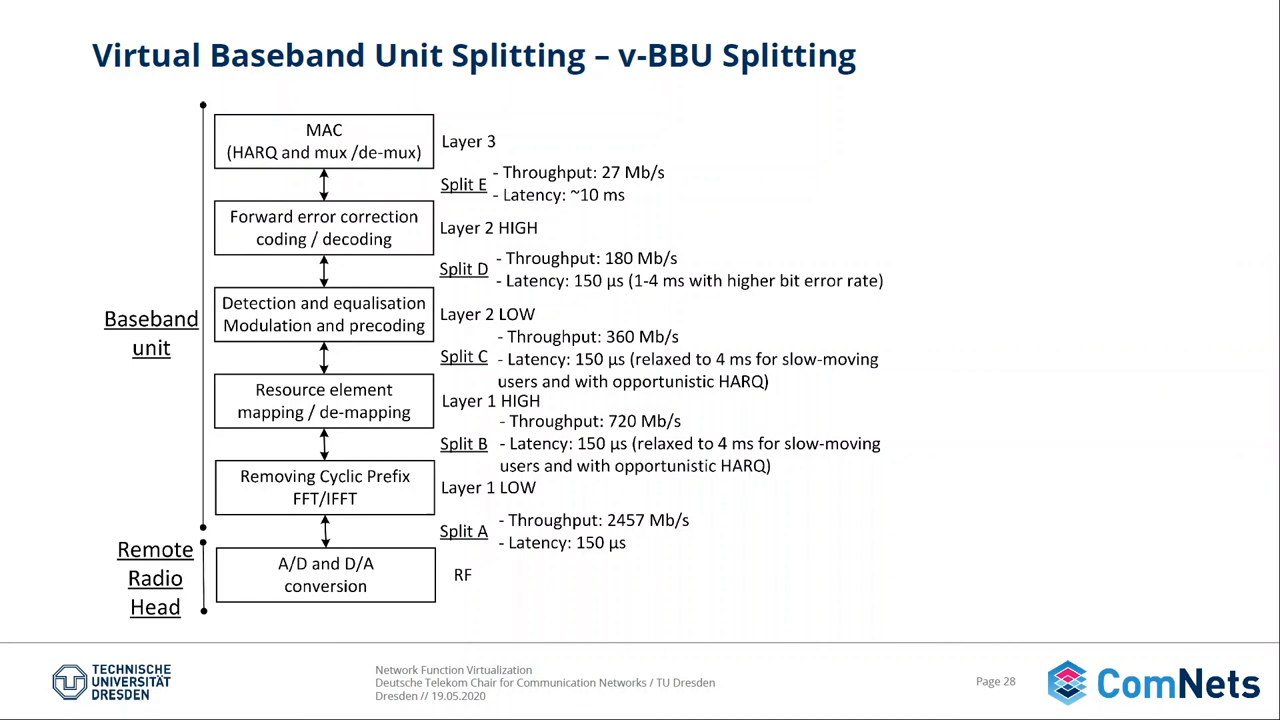 Virtual Baseband Unit Splitting – v-BBU Splitting
MAC
(HARQ and mux /de-mux)
Layer 3
Split E
- Throughput: 27 Mb/s
- Latency: ~10 ms
Forward error correction
coding / decoding
Layer 2 HIGH
Split D
- Throughput: 180 Mb/s
- Latency: 150 µs (1-4 ms with higher bit error rate)
Detection and equalisation
Modulation and precoding
Layer 2 LOW
Split C
- Throughput: 360 Mb/s
- Latency: 150 µs (relaxed to 4 ms for slow-moving
users and with opportunistic HARQ)
Baseband
unit
Resource element
mapping / de-mapping
Layer 1 HIGH
Split B
- Throughput: 720 Mb/s
- Latency: 150 µs (relaxed to 4 ms for slow-moving
users and with opportunistic HARQ)
Removing Cyclic Prefix
FFT/IFFT
Layer 1 LOW
Split A
- Throughput: 2457 Mb/s
- Latency: 150 µs
Remote
Radio
Head
A/D and D/A
conversion
RF
TECHNISCHE
UNIVERSITÄT
DRESDEN
Network Function Virtualization
Deutsche Telekom Chair for Communication Networks / TU Dresden
Dresden // 19.05.2020
Page 28
ComNets